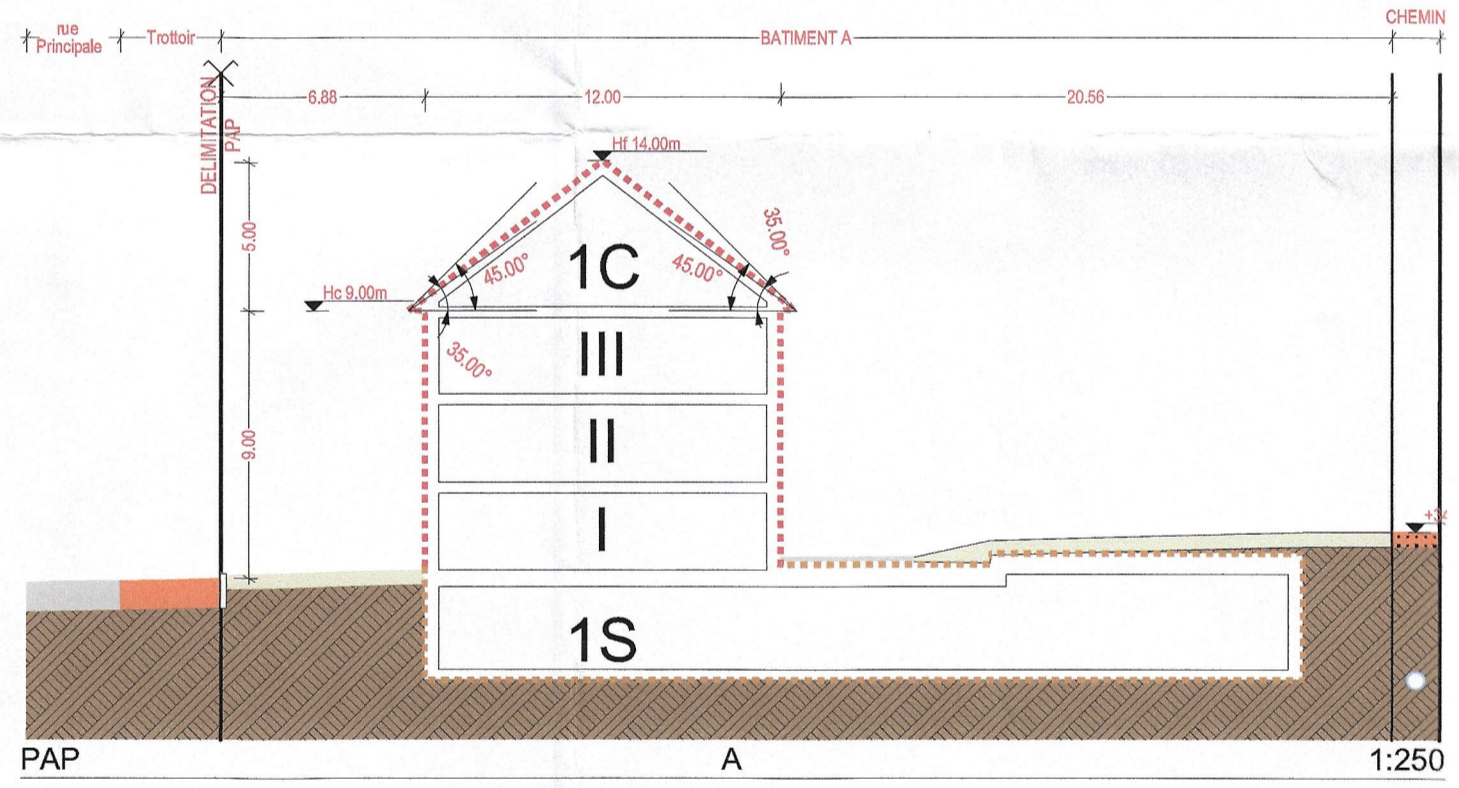 rue
Principale
Trottoir
BATIMENT A
CHEMIN
DELIMITATION
PAP
6.88
12.00
20.56
Hf 14.00m
5.00
35.00°
45.00°
1C
45.00°
Hc 9.00m
35.00°
III
II
I
9.00
1S
PAP
A
1:250